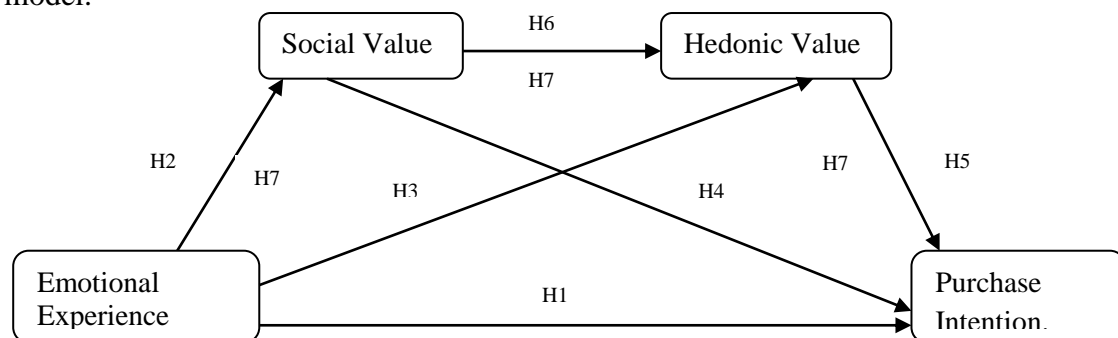 model.
H6
Social Value
Hedonic Value
H7
H2
H7
H3
H4
H7
H5
Emotional
Experience
H1
Purchase
Intention.